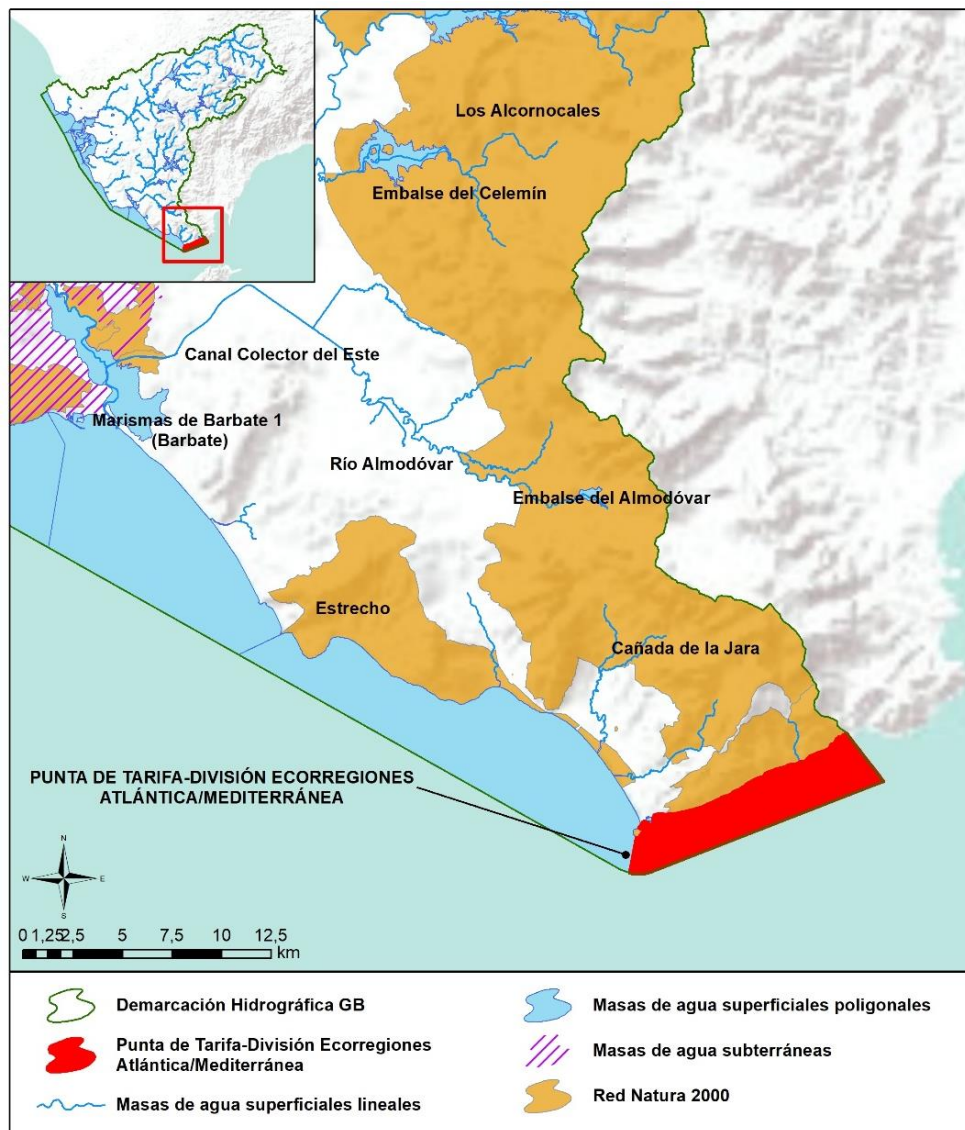 Los Alcornocales
Embalse del Celemín
Canal Colector del Este
Marismas de Barbate 1
(Barbate)
Río Almodóvar
Embalse del Almodóvar
Estrecho
Cañada de la Jara
PUNTA DE TARIFA-DIVISIÓN ECORREGIONES
ATLÁNTICA/MEDITERRÁNEA
N
W E
S
0 1,25 2,5 5 7,5 10 12,5
km
Demarcación Hidrográfica GB
Punta de Tarifa-División Ecorregiones
Atlántica/Mediterránea
Masas de agua superficiales lineales
Masas de agua superficiales poligonales
Masas de agua subterráneas
Red Natura 2000